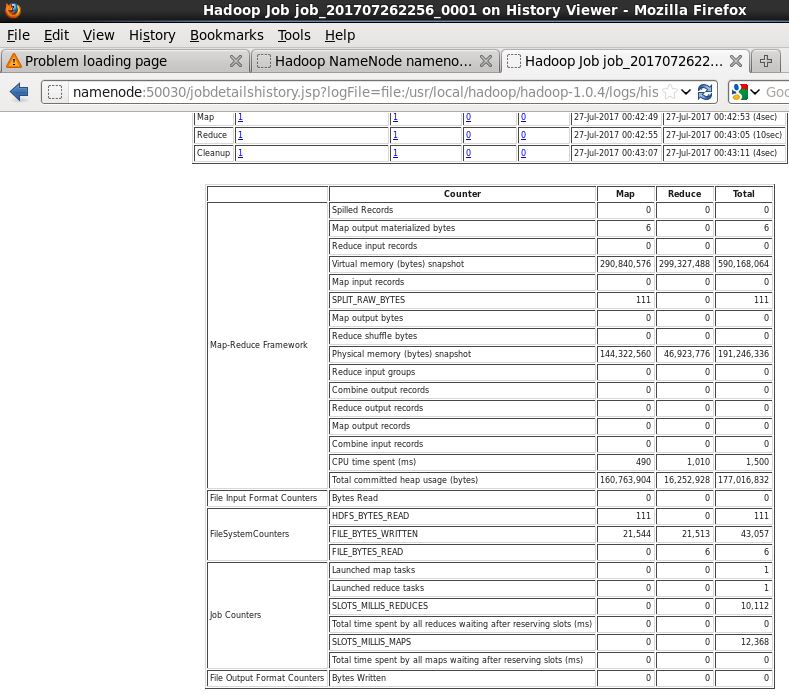 Hadoop Job job_201707262256_0001 on History Viewer - Mozilla Firefox
File Edit View History Bookmarks Tools Help
Problem loading page Hadoop NameNode nameno... Hadoop Job job_2017072622...
namenode:50030/jobdetailshistory.jsp?logFile=file:/usr/local/hadoop/hadoop-1.0.4/logs/his Goo
Map 1 1 0 0 27-Jul-2017 00:42:49 27-Jul-2017 00:42:53 (4sec)
Reduce 1 1 0 0 27-Jul-2017 00:42:55 27-Jul-2017 00:43:05 (10sec)
Cleanup 1 1 0 0 27-Jul-2017 00:43:07 27-Jul-2017 00:43:11 (4sec)
Counter Map Reduce Total
Spilled Records 0 0 0
Map output materialized bytes 6 0 6
Reduce input records 0 0 0
Virtual memory (bytes) snapshot 290,840,576 299,327,488 590,168,064
Map input records 0 0 0
SPLIT_RAW_BYTES 111 0 111
Map output bytes 0 0 0
Reduce shuffle bytes 0 0 0
Map-Reduce Framework Physical memory (bytes) snapshot 144,322,560 46,923,776 191,246,336
Reduce input groups 0 0 0
Combine output records 0 0 0
Reduce output records 0 0 0
Map output records 0 0 0
Combine input records 0 0 0
CPU time spent (ms) 490 1,010 1,500
Total committed heap usage (bytes) 160,763,904 16,252,928 177,016,832
File Input Format Counters Bytes Read 0 0 0
HDFS_BYTES_READ 111 0 111
FileSystemCounters FILE_BYTES_WRITTEN 21,544 21,513 43,057
FILE_BYTES_READ 0 6 6
Launched map tasks 0 0 1
Launched reduce tasks 0 0 1
Job Counters SLOTS_MILLIS_REDUCES 0 0 10,112
Total time spent by all reduces waiting after reserving slots (ms) 0 0 0
SLOTS_MILLIS_MAPS 0 0 12,368
Total time spent by all maps waiting after reserving slots (ms) 0 0 0
File Output Format Counters Bytes Written 0 0 0